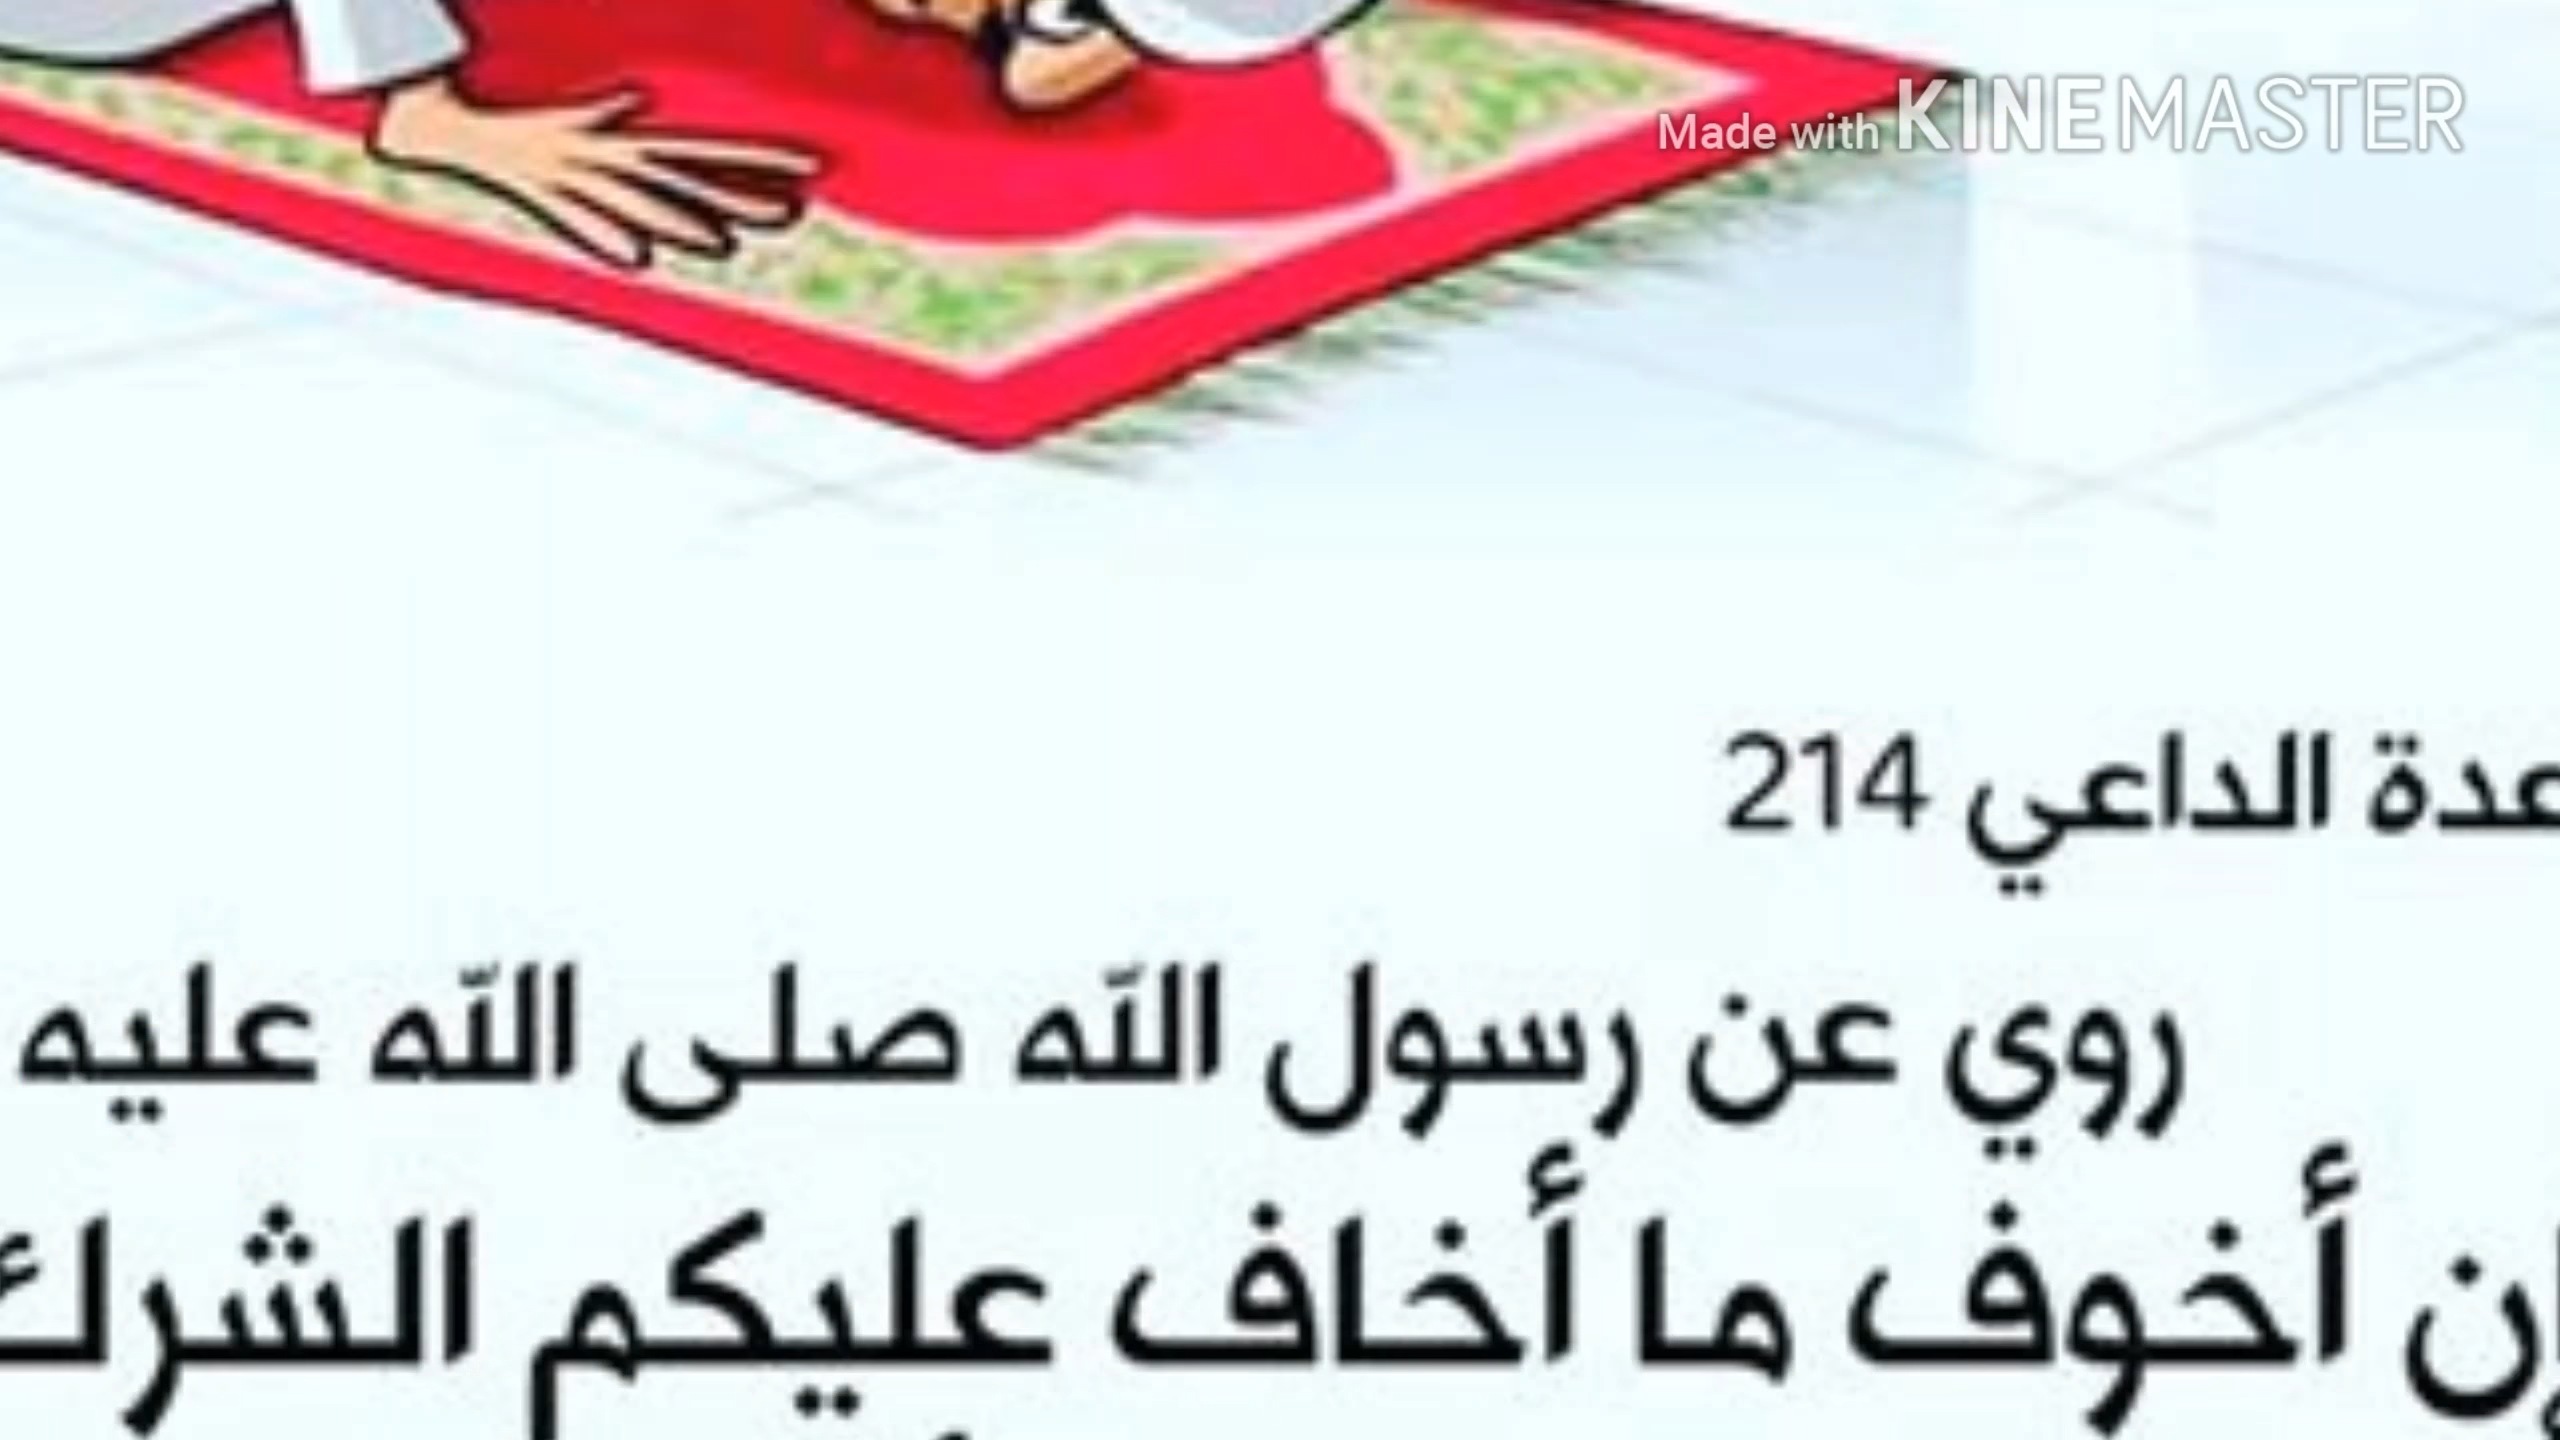 Made with KINEMASTER
عدة الداعي 214
روي عن رسول الله صلى الله عليه
إن أخوف ما أخاف عليكم الشرك